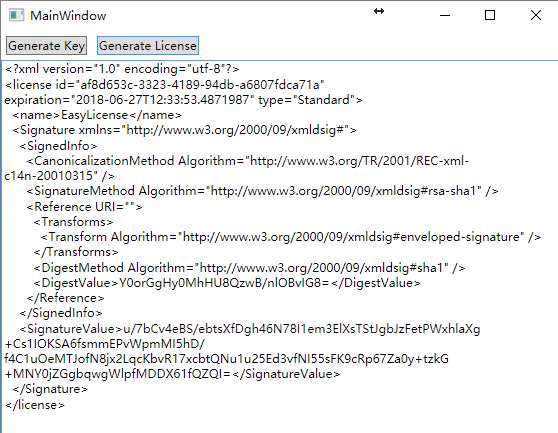 MainWindow
Generate Key Generate License
<?xml version="1.0" encoding="utf-8"?>
<license id="af8d653c-3323-4189-94db-a6807fdca71a"
expiration="2018-06-27T12:33:53.4871987" type="Standard">
<name>EasyLicense</name>
<Signature xmlns="http://www.w3.org/2000/09/xmldsig#">
<SignedInfo>
<CanonicalizationMethod Algorithm="http://www.w3.org/TR/2001/REC-xml-
c14n-20010315" />
<SignatureMethod Algorithm="http://www.w3.org/2000/09/xmldsig#rsa-sha1" />
<Reference URI="">
<Transforms>
<Transform Algorithm="http://www.w3.org/2000/09/xmldsig#enveloped-signature" />
</Transforms>
<DigestMethod Algorithm="http://www.w3.org/2000/09/xmldsig#sha1" />
<DigestValue>Y0orGgHy0MhHU8QzwB/nlOBvIG8=</DigestValue>
</Reference>
</SignedInfo>
<SignatureValue>u/7bCv4eBS/ebtsXfDgh46N78I1em3ElXsTStJgbJzFetPWxhlaXg
+Cs1IOKSA6fsmmEPvWpmMI5hD/
f4C1uOeMTJofN8jx2LqcKbvR17xcbtQNu1u25Ed3vfNI55sFK9cRp67Za0y+tzkG
+MNY0jZGgbqwgWlpfMDDX61fQZQI=</SignatureValue>
</Signature>
</license>